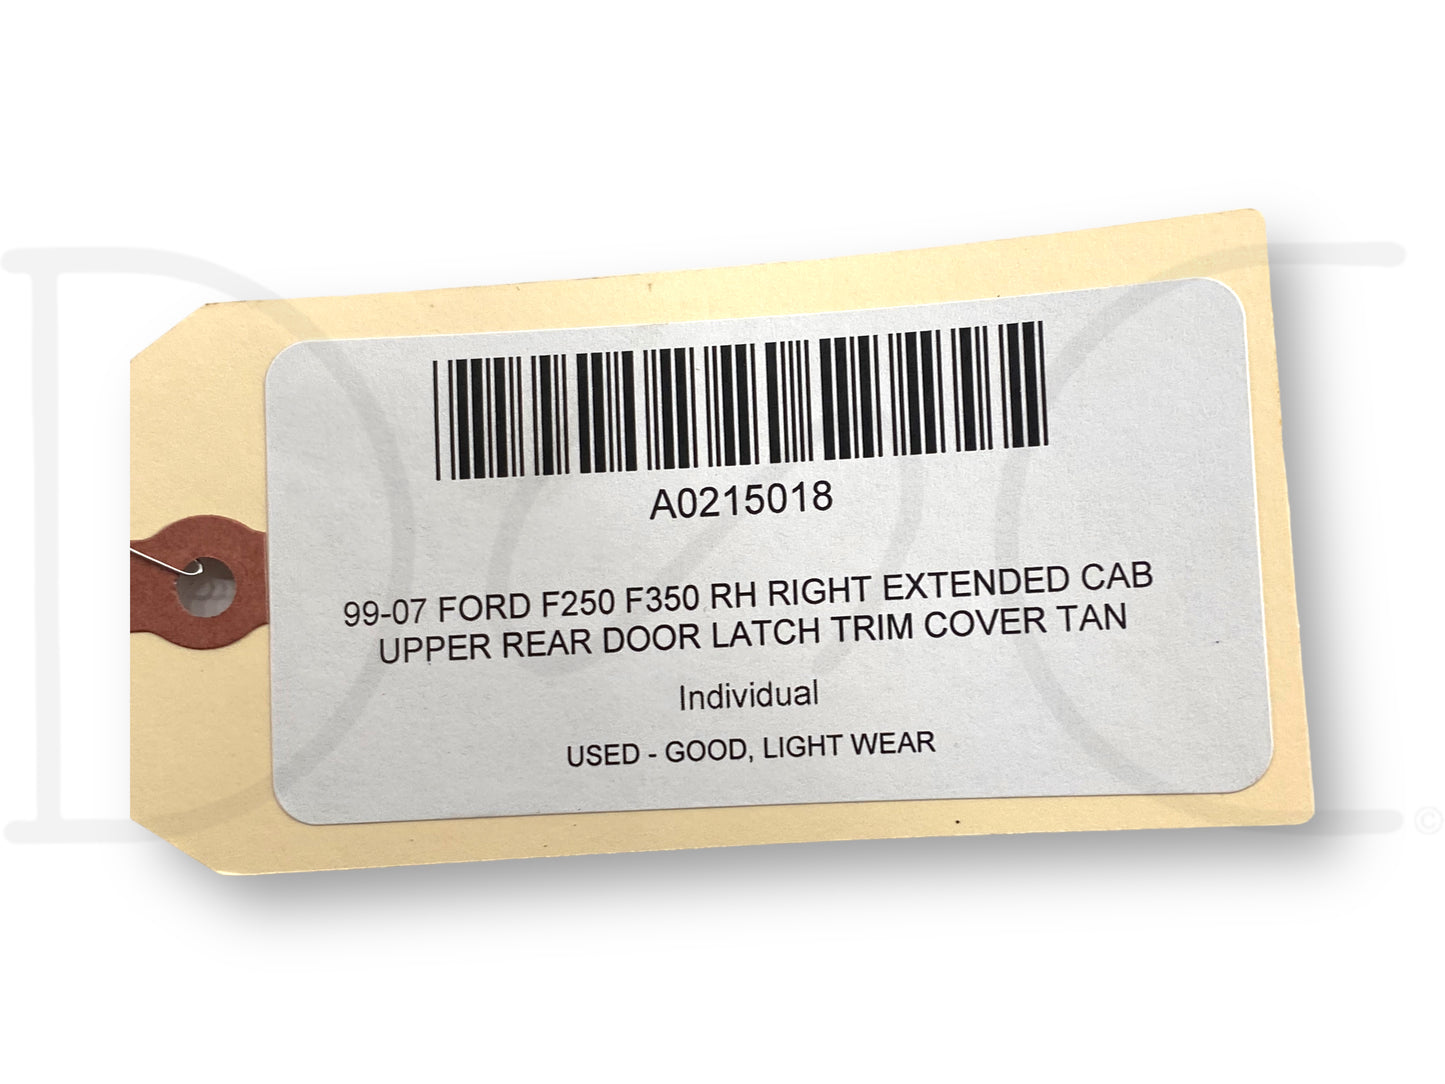 A0215018
99-07 FORD F250 F350 RH RIGHT EXTENDED CAB
UPPER REAR DOOR LATCH TRIM COVER TAN
Individual
USED - GOOD, LIGHT WEAR
©